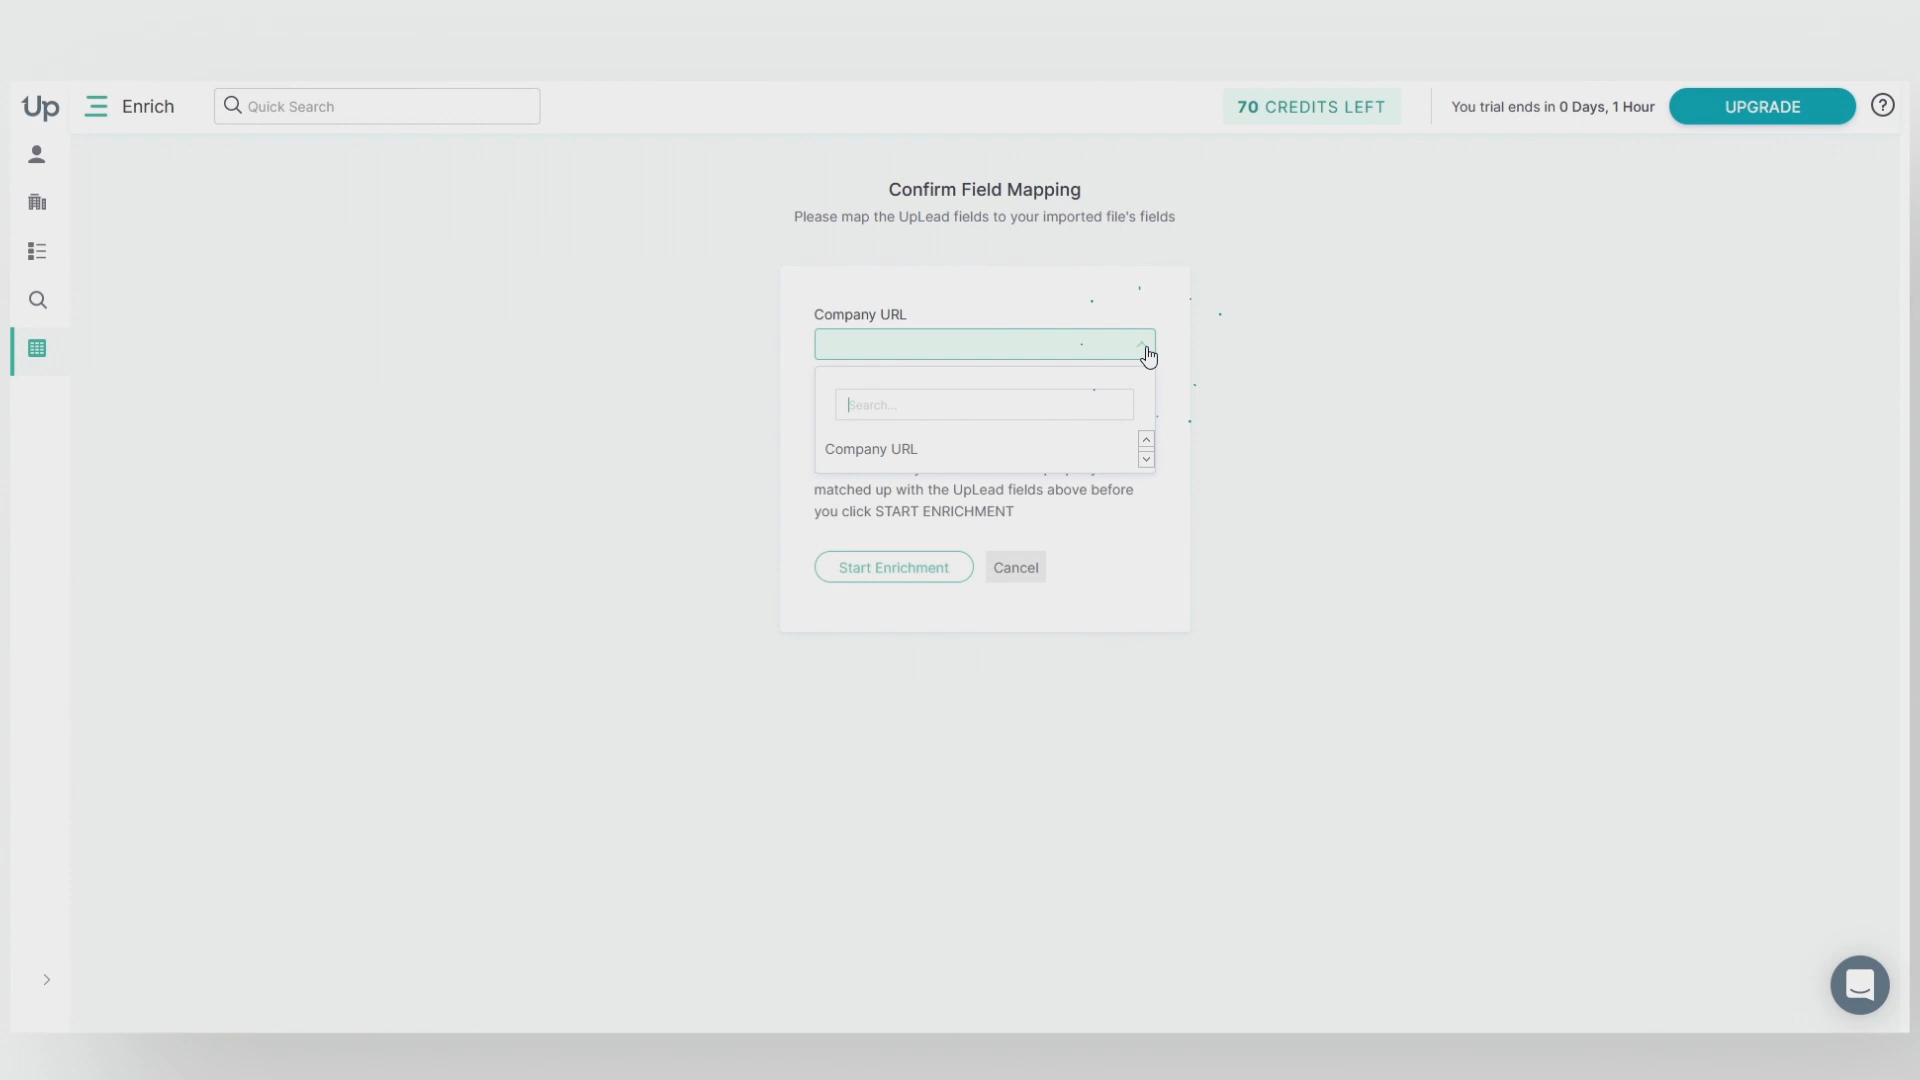 Up
Enrich
Quick Search
70 CREDITS LEFT
You trial ends in 0 Days, 1 Hour
UPGRADE
Confirm Field Mapping
Please map the UpLead fields to your imported file's fields
Company URL
Search...
Company URL
matched up with the UpLead fields above before
you click START ENRICHMENT
Start Enrichment
Cancel